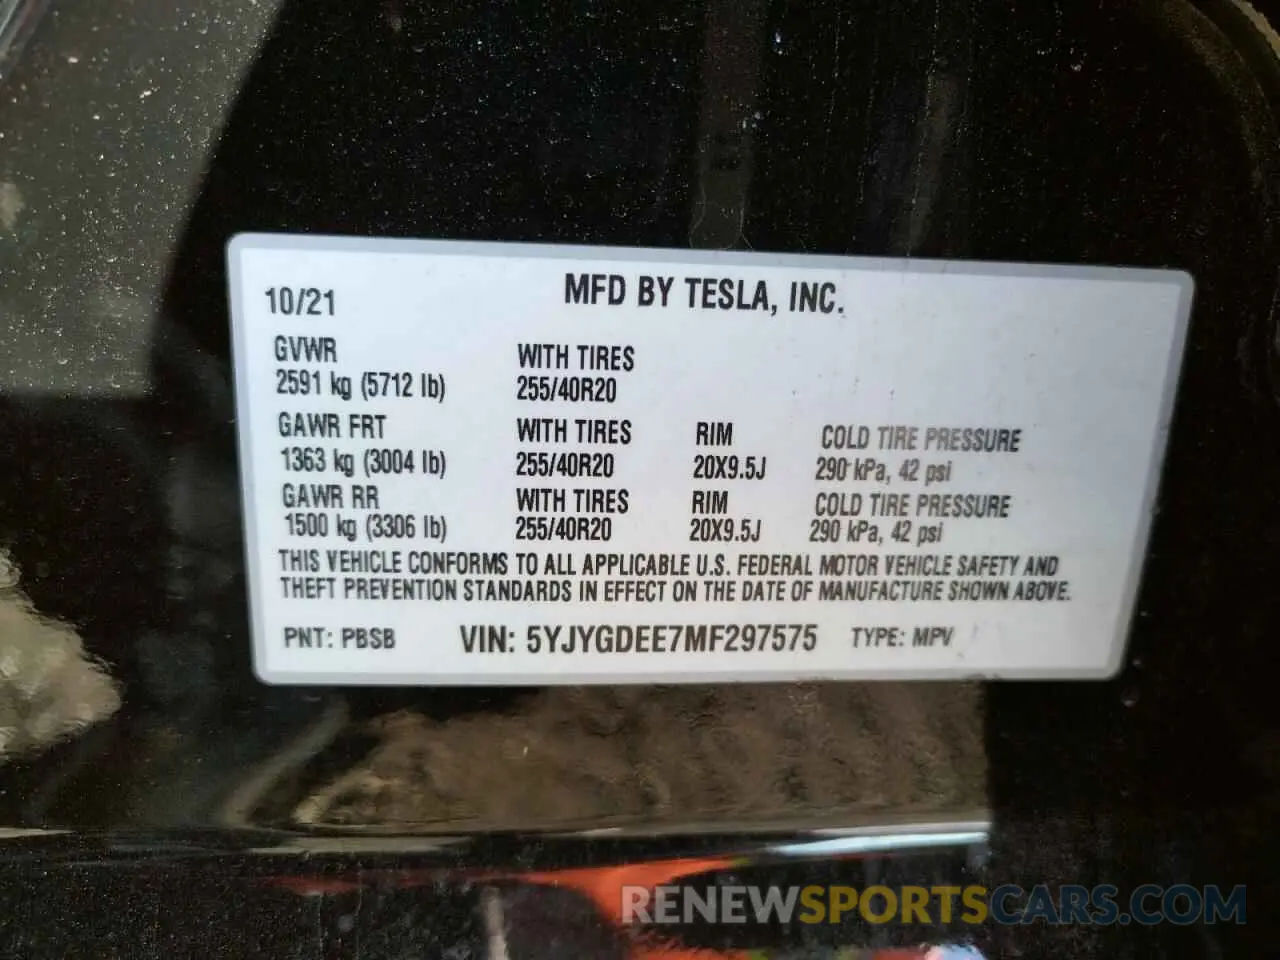 MFD BY TESLA, INC.
10/21
GVWR WITH TIRES
2591 kg (5712 lb) 255/40R20
GAWR FRT WITH TIRES RIM COLD TIRE PRESSURE
1363 kg (3004 lb) 255/40R20 20X9.5J 290 kPa, 42 psi
GAWR RR WITH TIRES RIM COLD TIRE PRESSURE
1500 kg (3306 lb) 255/40R20 20X9.5J 290 kPa, 42 psi
THIS VEHICLE CONFORMS TO ALL APPLICABLE U.S. FEDERAL MOTOR VEHICLE SAFETY AND
THEFT PREVENTION STANDARDS IN EFFECT ON THE DATE OF MANUFACTURE SHOWN ABOVE.
PNT: PBSB VIN: 5YJYGDEE7MF297575 TYPE: MPV
RENEWSPORTSCARS.COM